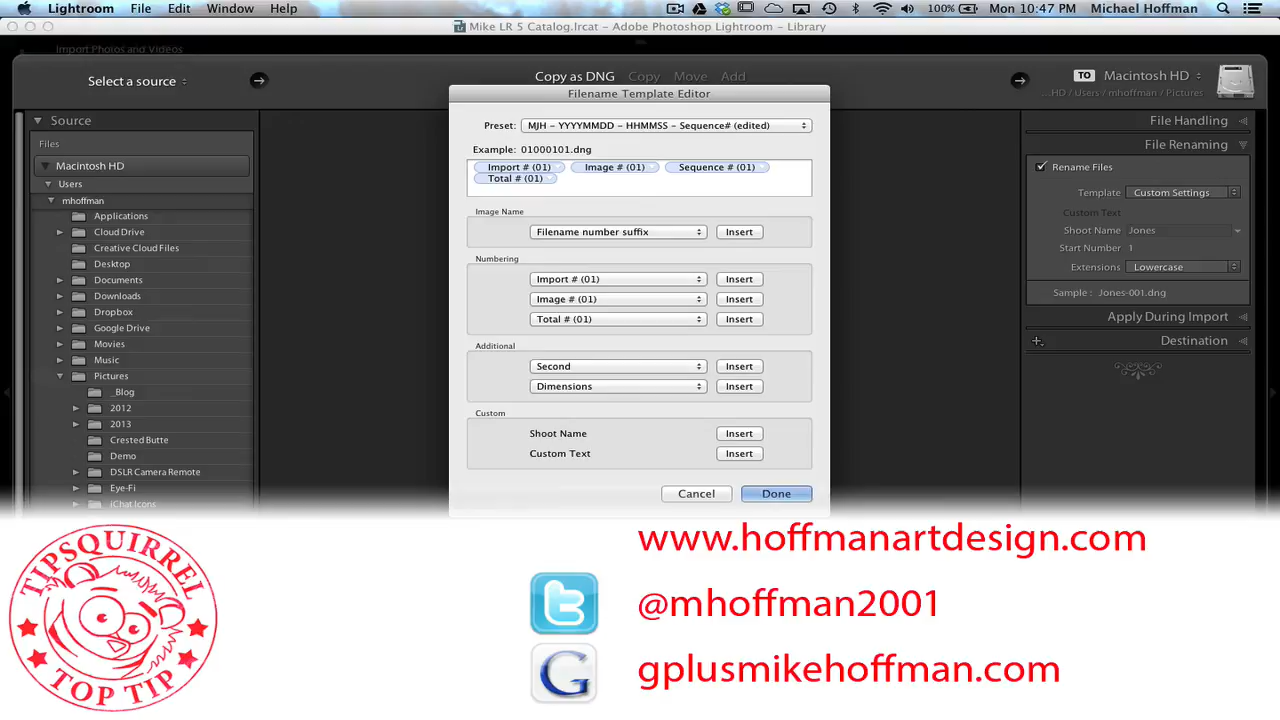 Lightroom File Edit Window Help 100% Mon 10:47 PM Michael Hoffman
Mike LR 5 Catalog.lrcat - Adobe Photoshop Lightroom - Library
Import Photos and Videos
Select a source
Copy as DNG Copy Move Add
TO Macintosh HD
...HD / Users / mhoffman / Pictures
Source
Files
Macintosh HD
Users
mhoffman
Applications
Cloud Drive
Creative Cloud Files
Desktop
Documents
Downloads
Dropbox
Google Drive
Movies
Music
Pictures
_Blog
2012
2013
Crested Butte
Demo
DSLR Camera Remote
Eye-Fi
iChat Icons
Filename Template Editor
Preset: MJH – YYYYMMDD – HHMMSS – Sequence# (edited)
Example: 01000101.dng
Import # (01) Image # (01) Sequence # (01)
Total # (01)
Image Name
Filename number suffix Insert
Numbering
Import # (01) Insert
Image # (01) Insert
Total # (01) Insert
Additional
Second Insert
Dimensions Insert
Custom
Shoot Name Insert
Custom Text Insert
Cancel Done
File Handling
File Renaming
Rename Files
Template Custom Settings
Custom Text
Shoot Name Jones
Start Number 1
Extensions Lowercase
Sample : Jones-001.dng
Apply During Import
Destination
TIPSQUIRREL
TOP TIP
www.hoffmanartdesign.com
@mhoffman2001
G
gplusmikehoffman.com